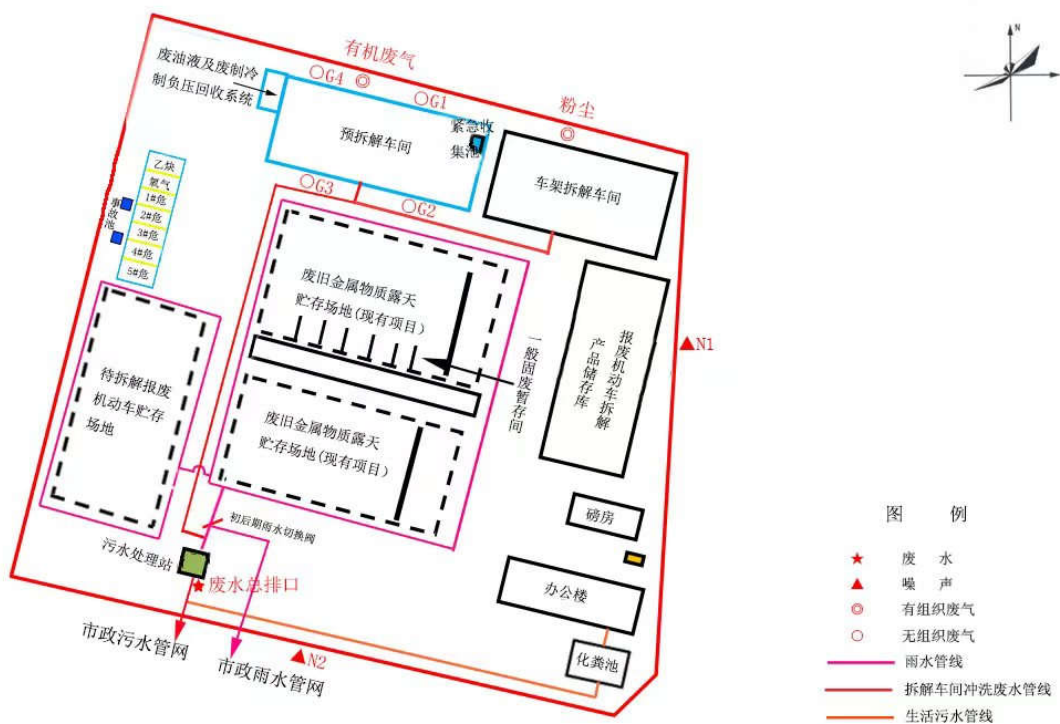 N
有机废气
废油液及废制冷
制负压回收系统
G4
G1
粉尘
紧急收
集池
预拆解车间
车架拆解车间
乙炔
氧气
1#危
2#危
3#危
4#危
5#危
事故池
G3
G2
废旧金属物质露天
贮存场地(现有项目)
一般固废暂存间
报废机动车拆解
产品储存库
N1
待拆解报废
机动车贮存
场地
废旧金属物质露天
贮存场地(现有项目)
磅房
初后期雨水切换阀
污水处理站
废水总排口
办公楼
化粪池
市政污水管网
市政雨水管网
N2
图 例
废 水
噪 声
有组织废气
无组织废气
雨水管线
拆解车间冲洗废水管线
生活污水管线